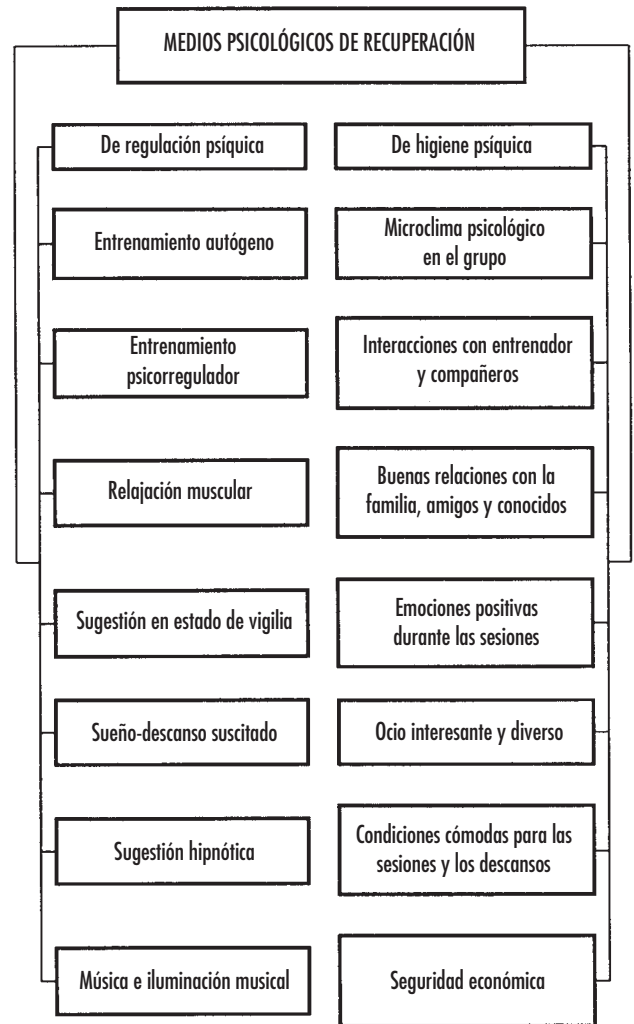 MEDIOS PSICOLÓGICOS DE RECUPERACIÓN
De regulación psíquica
Entrenamiento autógeno
Entrenamiento
psicorregulador
Relajación muscular
Sugestión en estado de vigilia
Sueño-descanso suscitado
Sugestión hipnótica
Música e iluminación musical
De higiene psíquica
Microclima psicológico
en el grupo
Interacciones con entrenador
y compañeros
Buenas relaciones con la
familia, amigos y conocidos
Emociones positivas
durante las sesiones
Ocio interesante y diverso
Condiciones cómodas para las
sesiones y los descansos
Seguridad económica